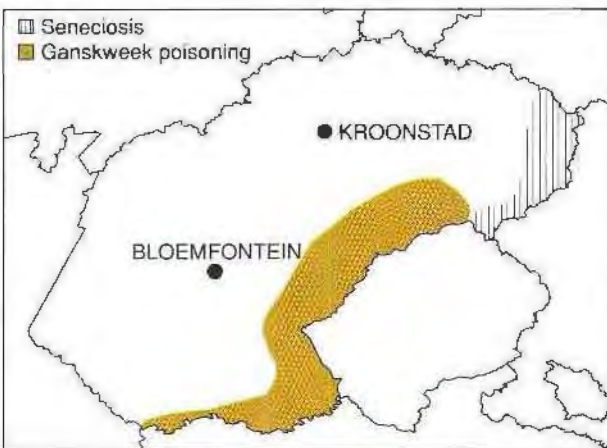 Seneciosis
Ganskweek poisoning
KROONSTAD
BLOEMFONTEIN